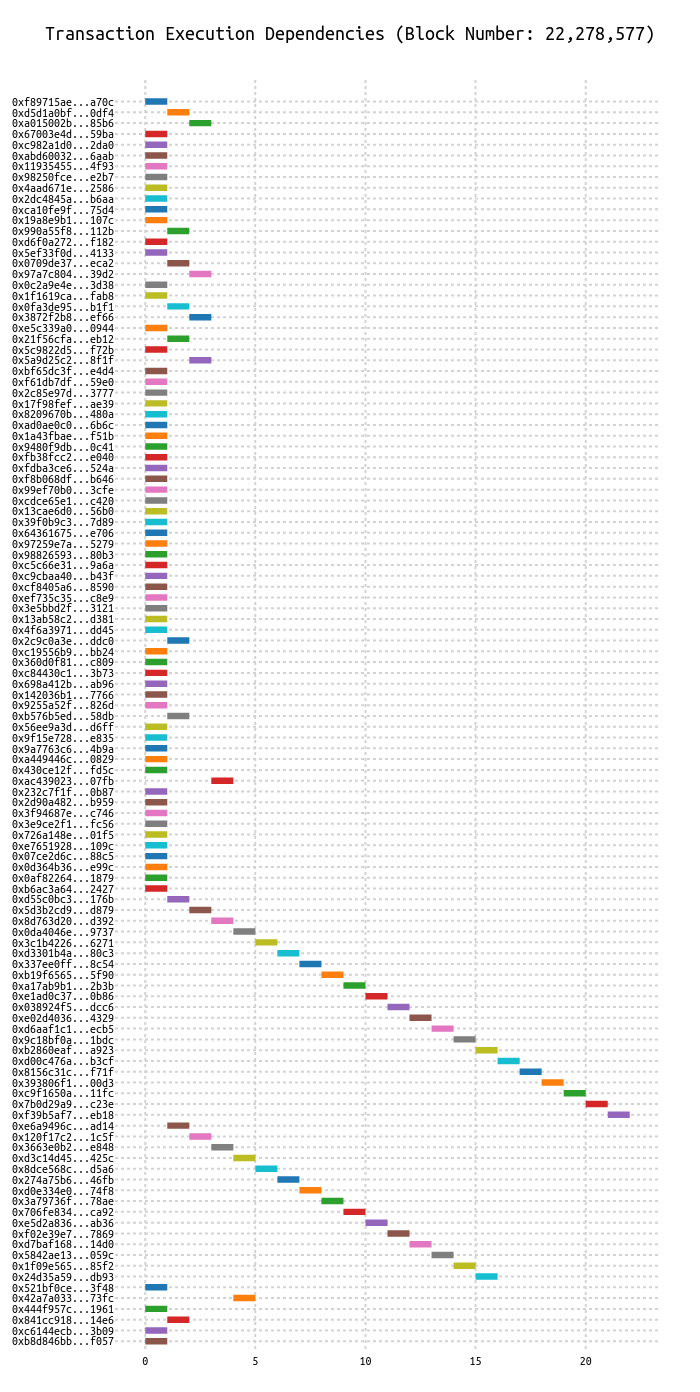 Transaction Execution Dependencies (Block Number: 22,278,577)
0xf89715ae...a70c
0xd5d1a0bf...0df4
0xa015002b...85b6
0x67003e4d...59ba
0xc982a1d0...2da0
0xabd60032...6aab
0x11935455...4f93
0x98250fce...e2b7
0x4aad671e...2586
0x2dc4845a...b6aa
0xca10fe9f...75d4
0x19a8e9b1...107c
0x990a55f8...112b
0xd6f0a272...f182
0x5ef33f0d...4133
0x0709de37...eca2
0x97a7c804...39d2
0x0c2a9e4e...3d38
0x1f1619ca...fab8
0x0fa3de95...b1f1
0x3872f2b8...ef66
0xe5c339a0...0944
0x21f56cfa...eb12
0x5c9822d5...f72b
0x5a9d25c2...8f1f
0xbf65dc3f...e4d4
0xf61db7df...59e0
0x2c85e97d...3777
0x17f98fef...ae39
0x8209670b...480a
0xad0ae0c0...6b6c
0x1a43fbae...f51b
0x9480f9db...0c41
0xfb38fcc2...e040
0xfdba3ce6...524a
0xf8b068df...b646
0x99ef70b0...3cfe
0xcdce65e1...c420
0x13cae6d0...56b0
0x39f0b9c3...7d89
0x64361675...e706
0x97259e7a...5279
0x98826593...80b3
0xc5c66e31...9a6a
0xc9cbaa40...b43f
0xcf8405a6...8590
0xef735c35...c8e9
0x3e5bbd2f...3121
0x13ab58c2...d381
0x4f6a3971...dd45
0x2c9c0a3e...ddc0
0xc19556b9...bb24
0x360d0f81...c809
0xc84430c1...3b73
0x698a412b...ab96
0x142036b1...7766
0x9255a52f...826d
0xb576b5ed...58db
0x56ee9a3d...d6ff
0x9f15e728...e835
0x9a7763c6...4b9a
0xa449446c...0829
0x430ce12f...fd5c
0xac439023...07fb
0x232c7f1f...0b87
0x2d90a482...b959
0x3f94687e...c746
0x3e9ce2f1...fc56
0x726a148e...01f5
0xe7651928...109c
0x07ce2d6c...88c5
0x0d364b36...e99c
0x0af82264...1879
0xb6ac3a64...2427
0xd55c0bc3...176b
0x5d3b2cd9...d879
0x8d763d20...d392
0x0da4046e...9737
0x3c1b4226...6271
0xd3301b4a...80c3
0x337ee0ff...8c54
0xb19f6565...5f90
0xa17ab9b1...2b3b
0xe1ad0c37...0b86
0x038924f5...dcc6
0xe02d4036...4329
0xd6aaf1c1...ecb5
0x9c18bf0a...1bdc
0xb2860eaf...a923
0xd00c476a...b3cf
0x8156c31c...f71f
0x393806f1...00d3
0xc9f1650a...11fc
0x7b0d29a9...c23e
0xf39b5af7...eb18
0xe6a9496c...ad14
0x120f17c2...1c5f
0x3663e0b2...e848
0xd3c14d45...425c
0x8dce568c...d5a6
0x274a75b6...46fb
0xd0e334e0...74f8
0x3a79736f...78ae
0x706fe834...ca92
0xe5d2a836...ab36
0xf02e39e7...7869
0xd7baf168...14d0
0x5842ae13...059c
0x1f09e565...85f2
0x24d35a59...db93
0x521bf0ce...3f48
0x42a7a033...73fc
0x444f957c...1961
0x841cc918...14e6
0xc6144ecb...3b09
0xb8d846bb...f057
0 5 10 15 20